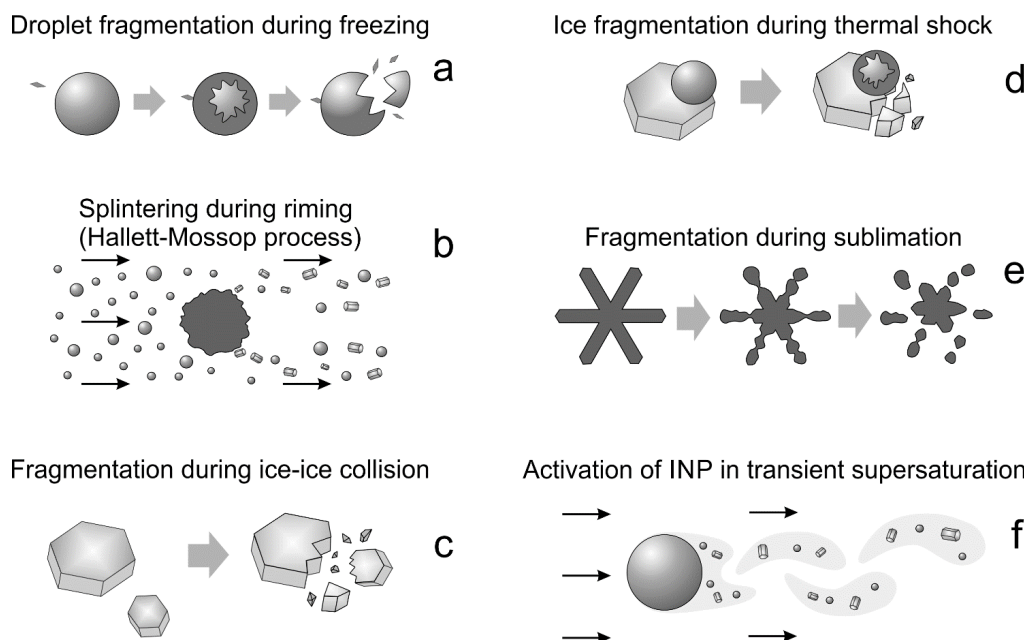 Droplet fragmentation during freezing
a
Ice fragmentation during thermal shock
d
Splintering during riming
(Hallett-Mossop process)
b
Fragmentation during sublimation
e
Fragmentation during ice-ice collision
c
Activation of INP in transient supersaturation
f